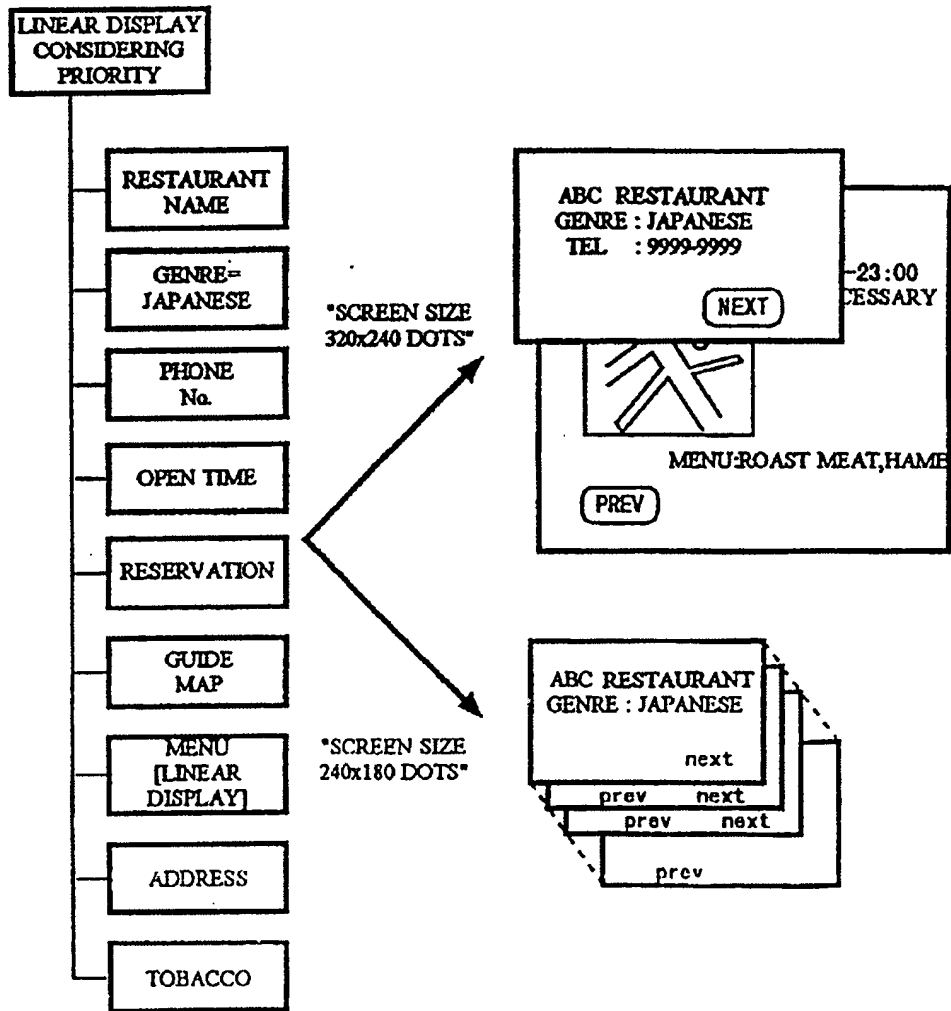 LINEAR DISPLAY
CONSIDERING
PRIORITY
RESTAURANT
NAME
GENRE=
JAPANESE
PHONE
No.
OPEN TIME
RESERVATION
GUIDE
MAP
MENU
[LINEAR
DISPLAY]
ADDRESS
TOBACCO
"SCREEN SIZE
320x240 DOTS"
ABC RESTAURANT
GENRE : JAPANESE
TEL : 9999-9999
NEXT
-23:00
CESSARY
MENU:ROAST MEAT,HAME
PREV
"SCREEN SIZE
240x180 DOTS"
ABC RESTAURANT
GENRE : JAPANESE
next
prev next
prev next
prev